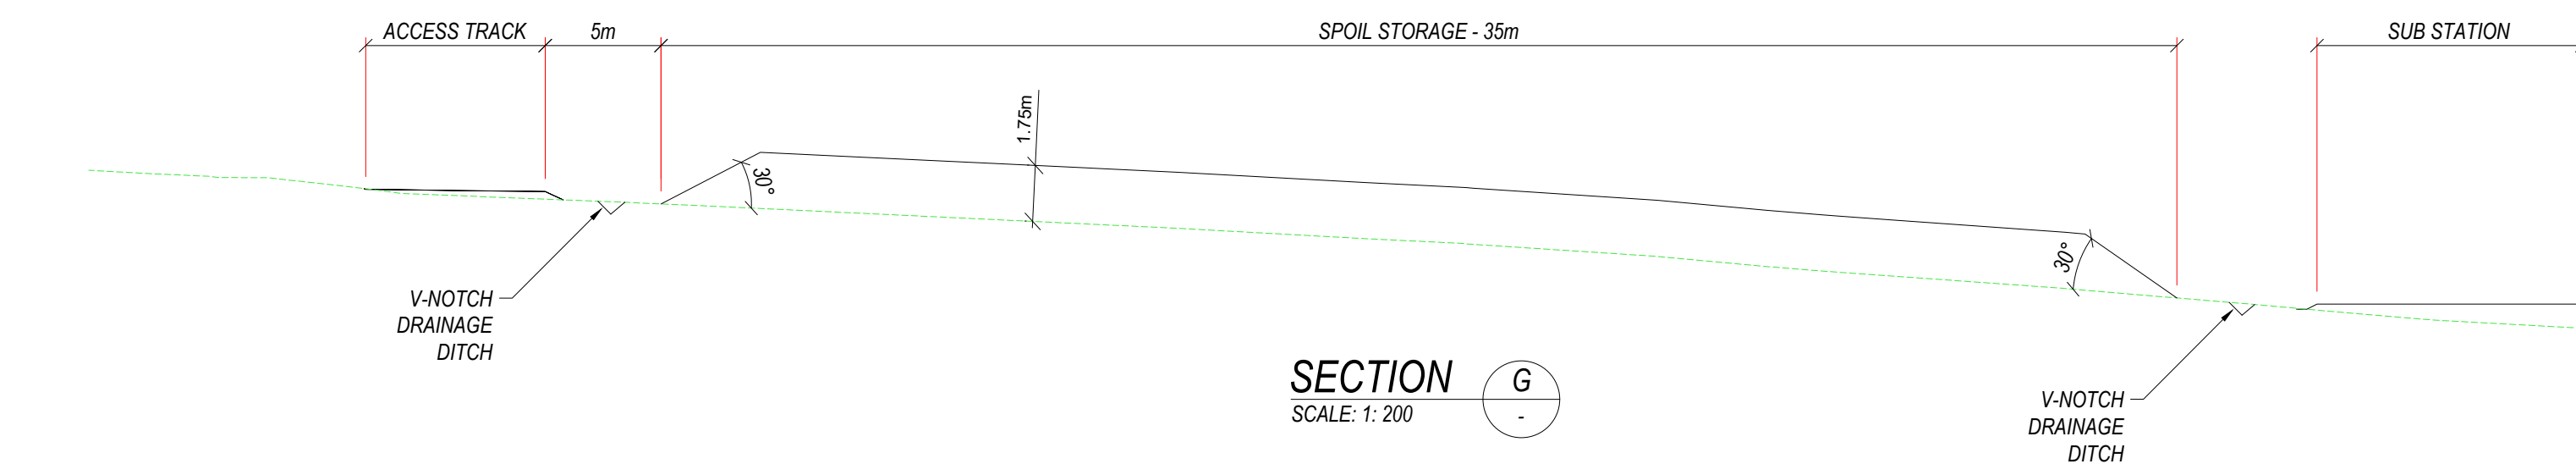 ACCESS TRACK
5m
SPOIL STORAGE - 35m
SUB STATION
1.75m
30°
30°
V-NOTCH
DRAINAGE
DITCH
SECTION
G
SCALE: 1: 200
-
V-NOTCH
DRAINAGE
DITCH